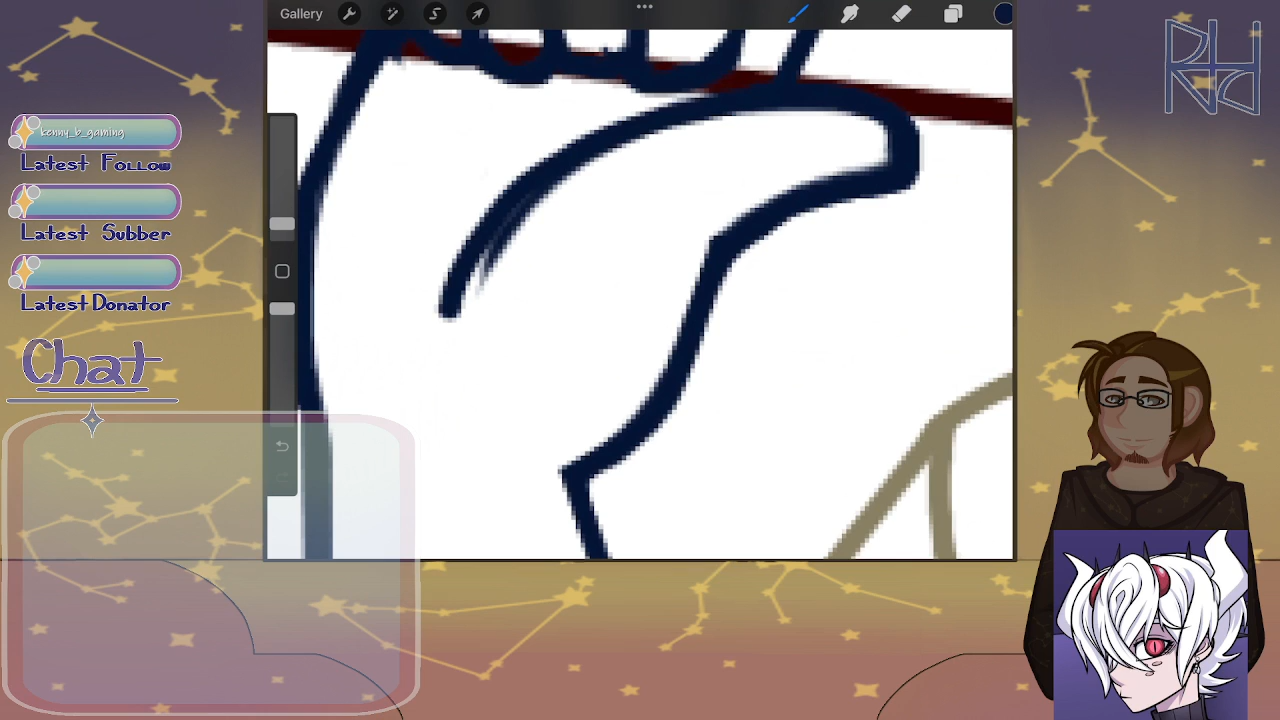 Gallery
kenny_b_gaming
Latest Follow
Latest Subber
Latest Donator
Chat